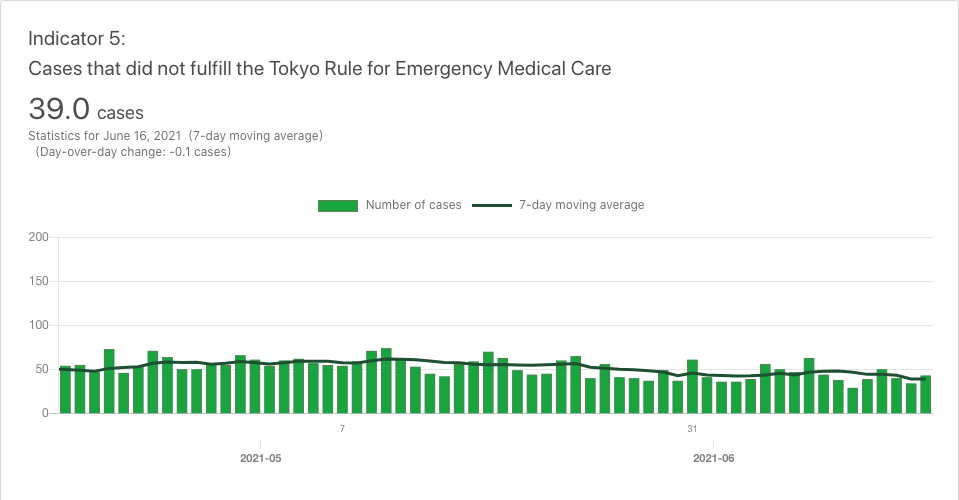 Indicator 5:
Cases that did not fulfill the Tokyo Rule for Emergency Medical Care
39.0 cases
Statistics for June 16, 2021 (7-day moving average)
(Day-over-day change: -0.1 cases)
Number of cases 7-day moving average
200
150
100
50
0
7 31
2021-05 2021-06